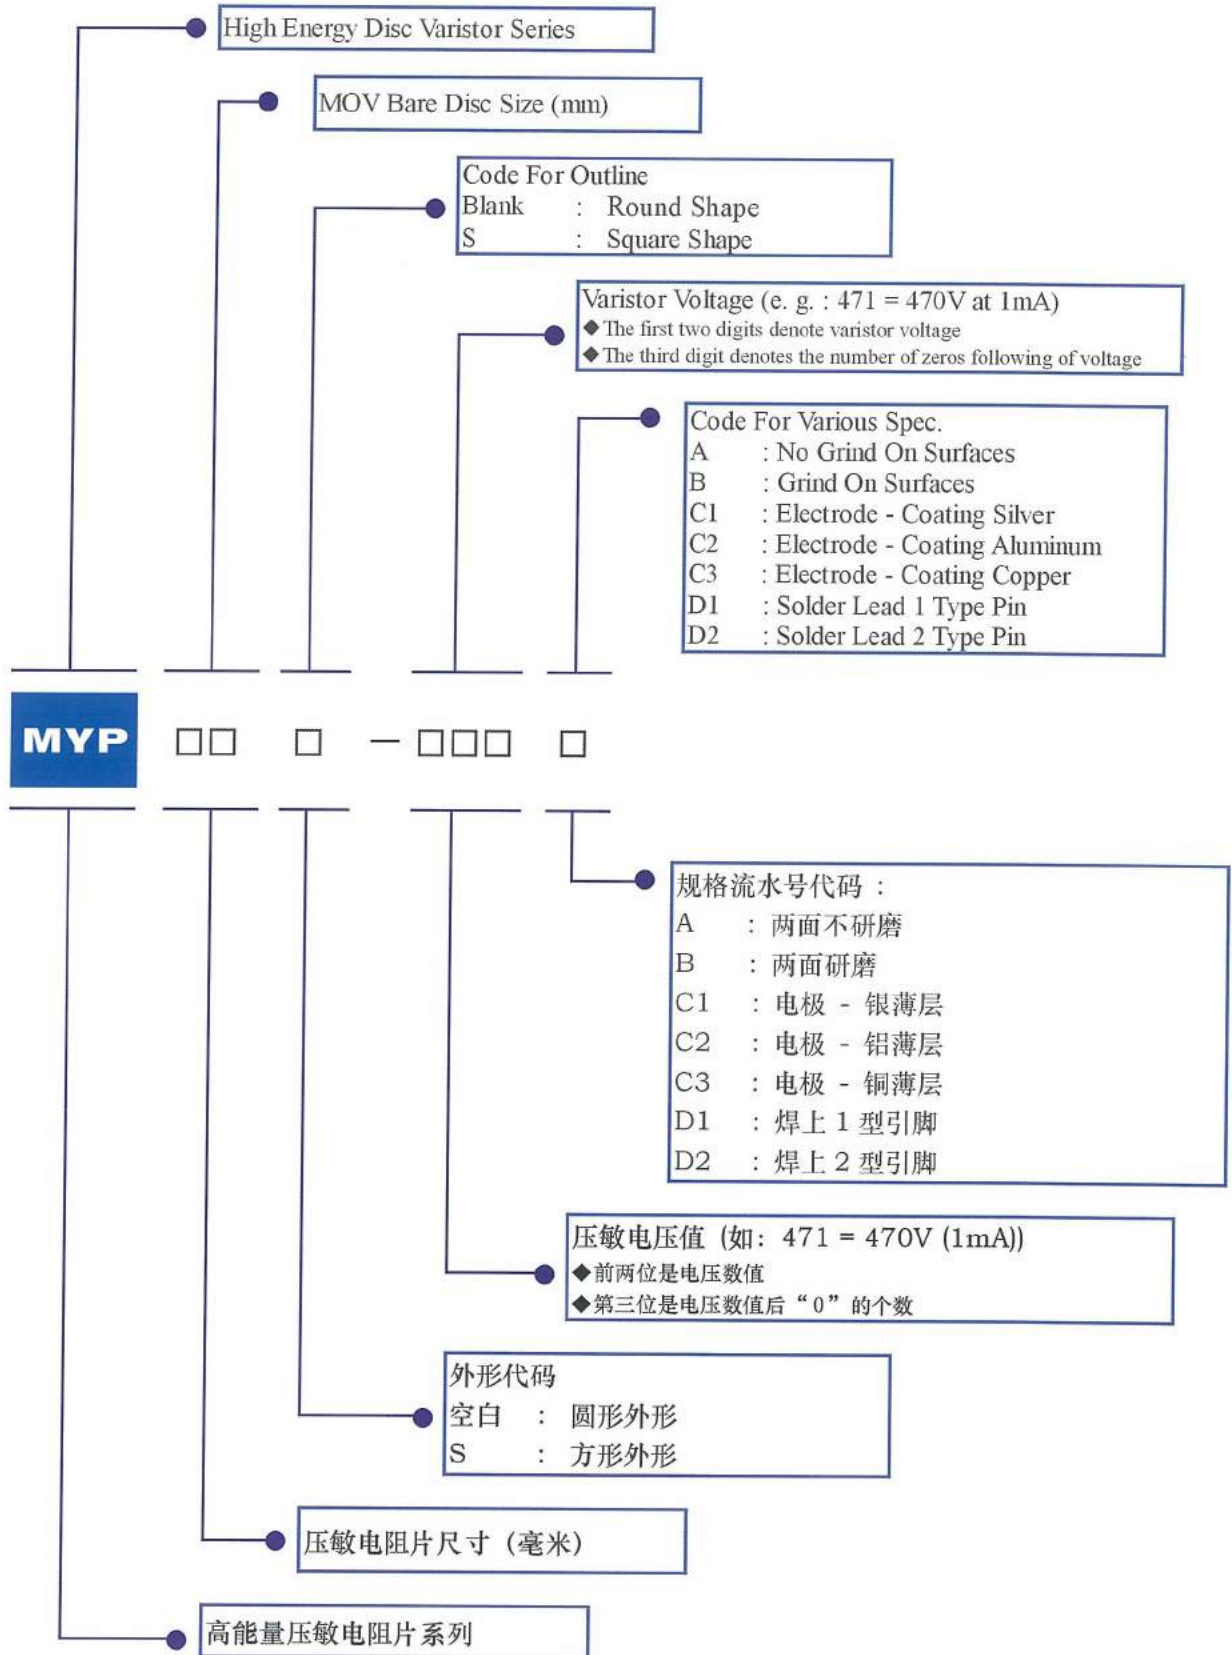 High Energy Disc Varistor Series
MOV Bare Disc Size (mm)
Code For Outline
Blank : Round Shape
S : Square Shape
Varistor Voltage (e. g. : 471 = 470V at 1mA)
◆The first two digits denote varistor voltage
◆The third digit denotes the number of zeros following of voltage
Code For Various Spec.
A : No Grind On Surfaces
B : Grind On Surfaces
C1 : Electrode - Coating Silver
C2 : Electrode - Coating Aluminum
C3 : Electrode - Coating Copper
D1 : Solder Lead 1 Type Pin
D2 : Solder Lead 2 Type Pin
MYP □□ □ — □□□ □
规格流水号代码 :
A : 两面不研磨
B : 两面研磨
C1 : 电极 - 银薄层
C2 : 电极 - 铝薄层
C3 : 电极 - 铜薄层
D1 : 焊上 1 型引脚
D2 : 焊上 2 型引脚
压敏电压值 (如: 471 = 470V (1mA))
◆前两位是电压数值
◆第三位是电压数值后“0”的个数
外形代码
空白 : 圆形外形
S : 方形外形
压敏电阻片尺寸 (毫米)
高能量压敏电阻片系列